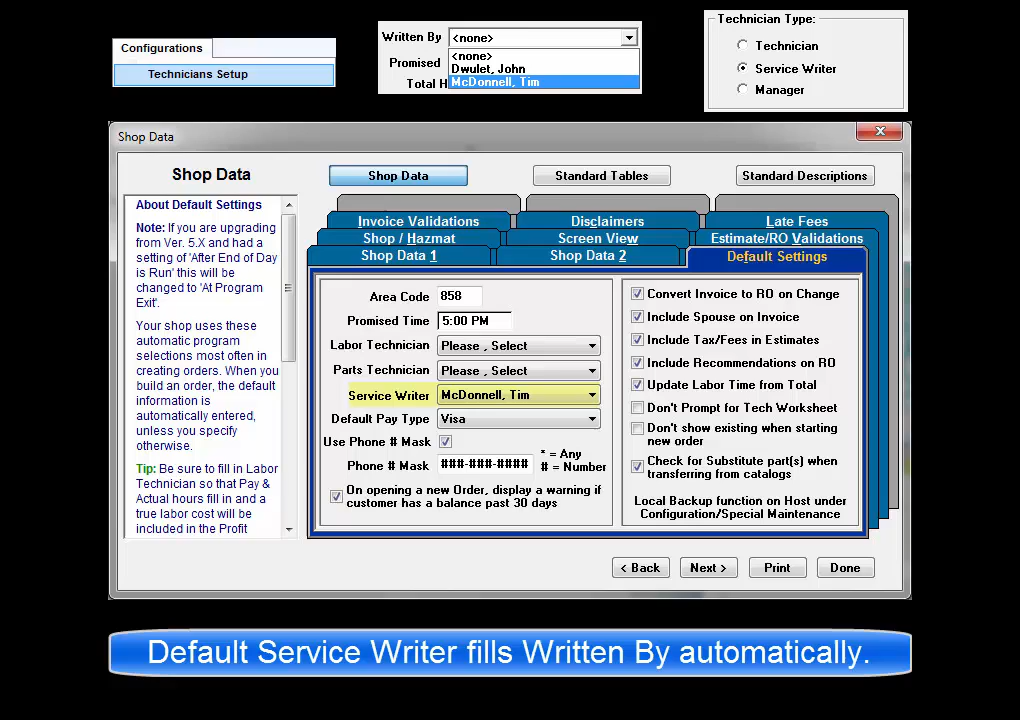 Configurations
Technicians Setup
Written By <none>
<none>
Promised Dwulet, John
Total H McDonnell, Tim
Technician Type:
Technician
Service Writer
Manager
Shop Data
Shop Data
Shop Data Standard Tables Standard Descriptions
About Default Settings
Note: If you are upgrading
from Ver. 5.X and had a
setting of 'After End of Day
is Run' this will be
changed to 'At Program
Exit'.
Your shop uses these
automatic program
selections most often in
creating orders. When you
build an order, the default
information is
automatically entered,
unless you specify
otherwise.
Tip: Be sure to fill in Labor
Technician so that Pay &
Actual hours fill in and a
true labor cost will be
included in the Profit
Invoice Validations Disclaimers Late Fees
Shop / Hazmat Screen View Estimate/RO Validations
Shop Data 1 Shop Data 2 Default Settings
Area Code 858
Promised Time 5:00 PM
Labor Technician Please , Select
Parts Technician Please , Select
Service Writer McDonnell, Tim
Default Pay Type Visa
Use Phone # Mask
Phone # Mask ###-###-####
* = Any
# = Number
On opening a new Order, display a warning if
customer has a balance past 30 days
Convert Invoice to RO on Change
Include Spouse on Invoice
Include Tax/Fees in Estimates
Include Recommendations on RO
Update Labor Time from Total
Don't Prompt for Tech Worksheet
Don't show existing when starting
new order
Check for Substitute part(s) when
transferring from catalogs
Local Backup function on Host under
Configuration/Special Maintenance
< Back Next > Print Done
Default Service Writer fills Written By automatically.